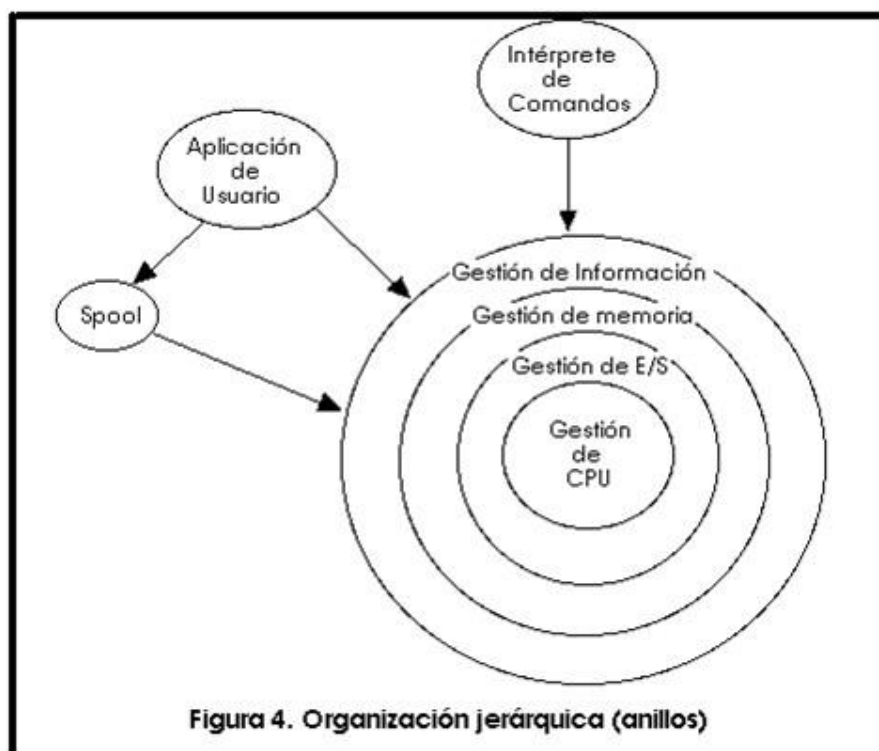 Intérprete
de
Comandos
Aplicación
de
Usuario
Spool
Gestión de Información
Gestión de memoria
Gestión de E/S
Gestión
de
CPU
Figura 4. Organización jerárquica (anillos)